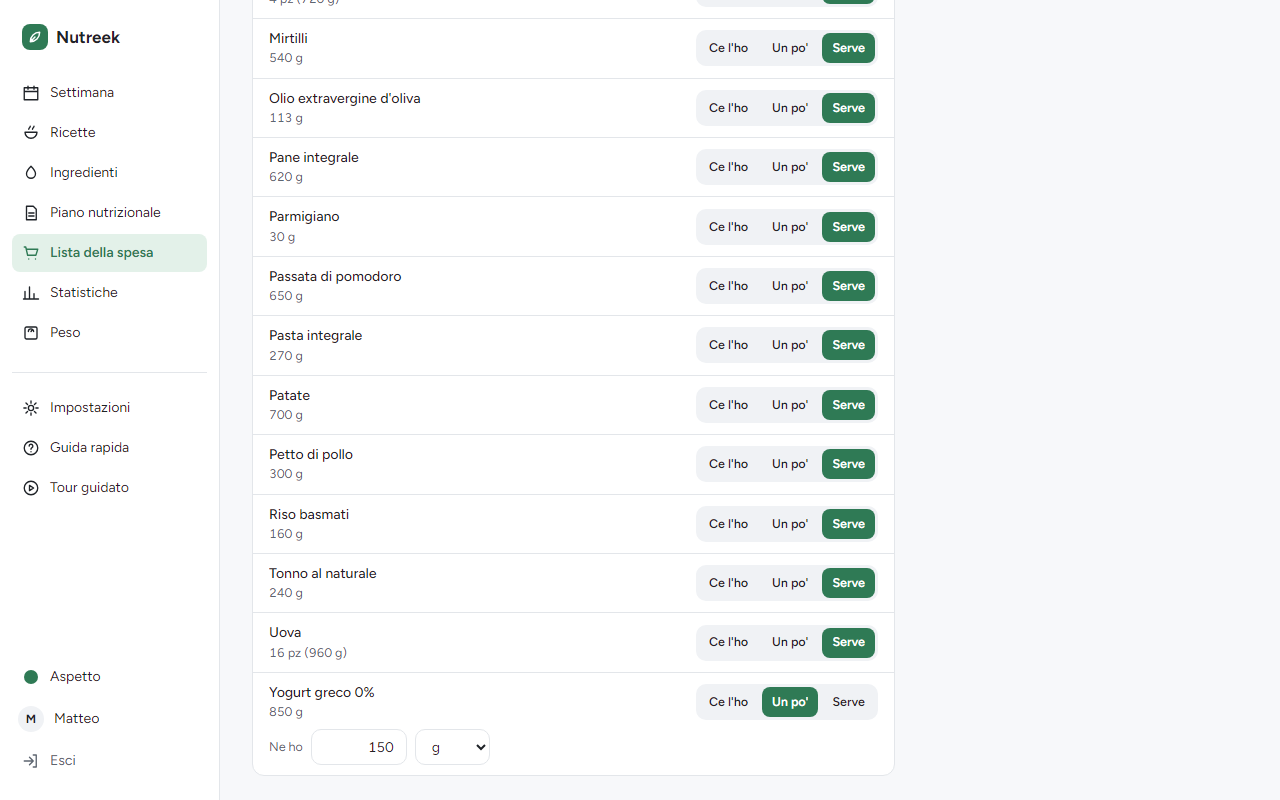 Nutreek
Settimana
Ricette
Ingredienti
Piano nutrizionale
Lista della spesa
Statistiche
Peso
Impostazioni
Guida rapida
Tour guidato
Aspetto
M Matteo
Esci
Mirtilli
540 g
Ce l'ho Un po' Serve
Olio extravergine d'oliva
113 g
Ce l'ho Un po' Serve
Pane integrale
620 g
Ce l'ho Un po' Serve
Parmigiano
30 g
Ce l'ho Un po' Serve
Passata di pomodoro
650 g
Ce l'ho Un po' Serve
Pasta integrale
270 g
Ce l'ho Un po' Serve
Patate
700 g
Ce l'ho Un po' Serve
Petto di pollo
300 g
Ce l'ho Un po' Serve
Riso basmati
160 g
Ce l'ho Un po' Serve
Tonno al naturale
240 g
Ce l'ho Un po' Serve
Uova
16 pz (960 g)
Ce l'ho Un po' Serve
Yogurt greco 0%
850 g
Ce l'ho Un po' Serve
Ne ho 150 g